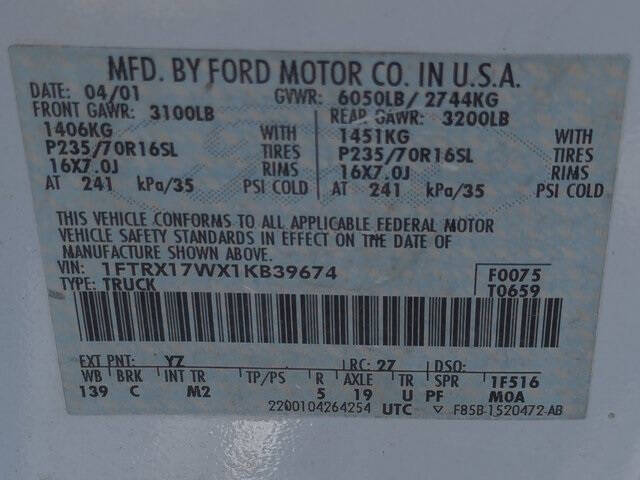 MFD. BY FORD MOTOR CO. IN U.S.A.
DATE: 04/01 GVWR: 6050LB/ 2744KG
FRONT GAWR: 3100LB REAR GAWR: 3200LB
1406KG WITH 1451KG WITH
P235/70R16SL TIRES P235/70R16SL TIRES
16X7.0J RIMS 16X7.0J RIMS
AT 241 kPa/35 PSI COLD AT 241 kPa/35 PSI COLD
THIS VEHICLE CONFORMS TO ALL APPLICABLE FEDERAL MOTOR
VEHICLE SAFETY STANDARDS IN EFFECT ON THE DATE OF
MANUFACTURE SHOWN ABOVE.
VIN: 1FTRX17WX1KB39674 F0075
TYPE: TRUCK T0659
EXT PNT: YZ RC: 27 DSO:
WB BRK INT TR TP/PS R AXLE TR SPR 1F516
139 C M2 5 19 U PF M0A
2200104264254 UTC ▽ F85B-1520472-AB